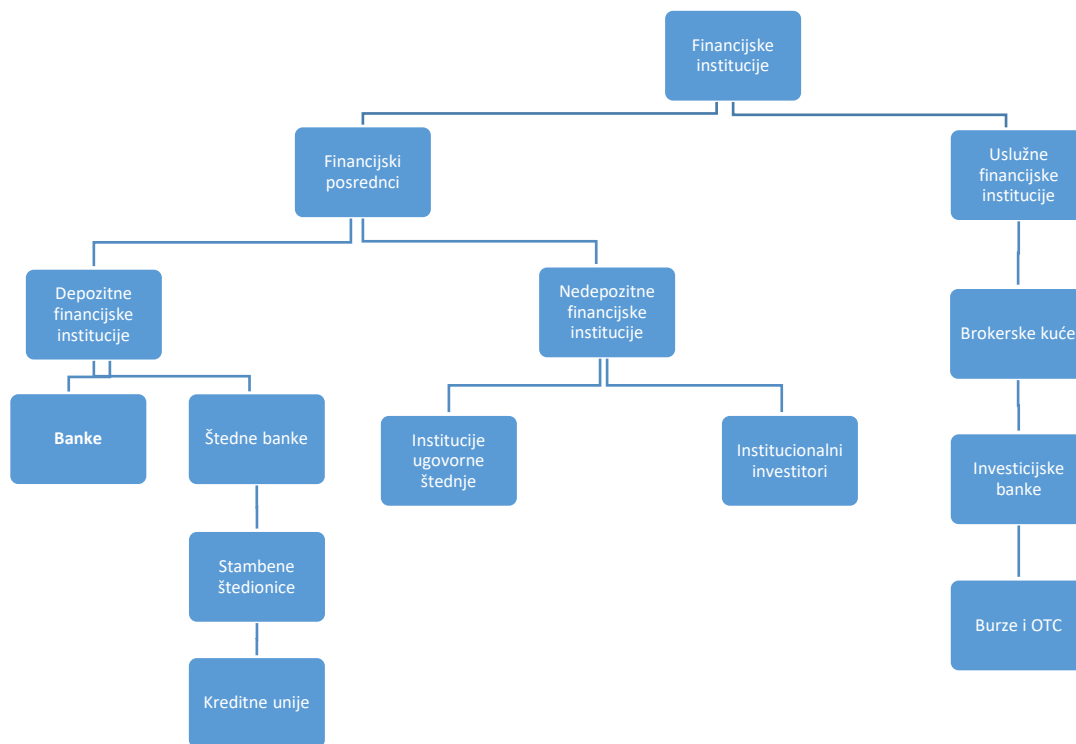 Financijske
institucije
Financijski
posrednci
Uslužne
financijske
institucije
Depozitne
financijske
institucije
Nedepozitne
financijske
institucije
Brokerske kuće
Banke
Štedne banke
Institucije
ugovorne
štednje
Institucionalni
investitori
Investicijske
banke
Stambene
štedionice
Burze i OTC
Kreditne unije